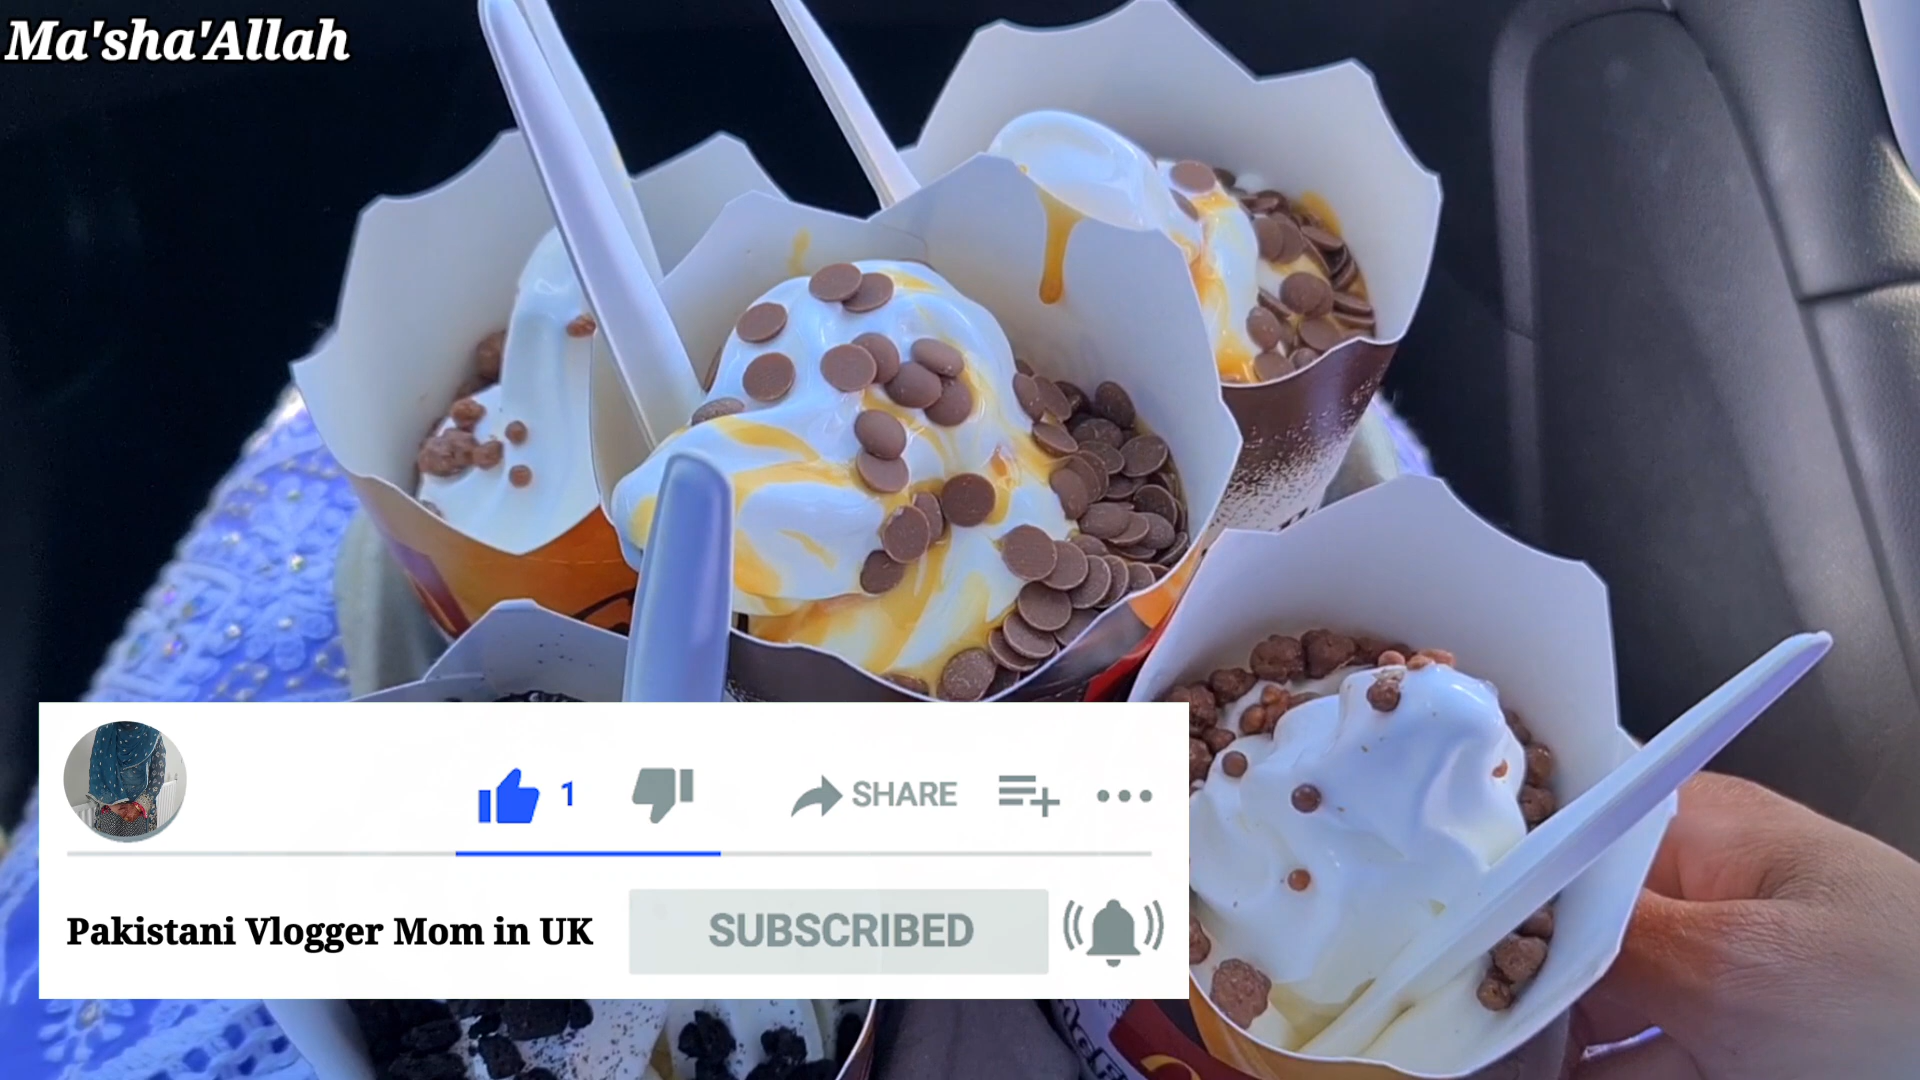 Ma'sha'Allah
1
SHARE
Pakistani Vlogger Mom in UK
SUBSCRIBED